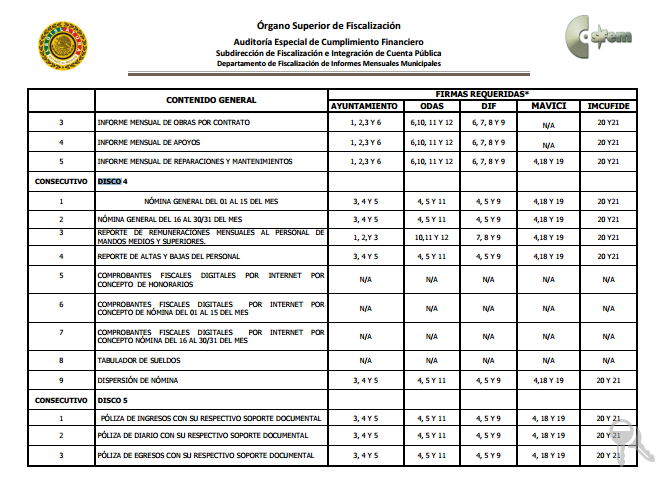 Órgano Superior de Fiscalización
Auditoría Especial de Cumplimiento Financiero
Subdirección de Fiscalización e Integración de Cuenta Pública
Departamento de Fiscalización de Informes Mensuales Municipales
osfem
CONTENIDO GENERAL FIRMAS REQUERIDAS*
AYUNTAMIENTO ODAS DIF MAVICI IMCUFIDE
3 INFORME MENSUAL DE OBRAS POR CONTRATO 1, 2,3 Y 6 6,10, 11 Y 12 6, 7, 8 Y 9 N/A 20 Y21
4 INFORME MENSUAL DE APOYOS 1, 2,3 Y 6 6,10, 11 Y 12 6, 7, 8 Y 9 N/A 20 Y21
5 INFORME MENSUAL DE REPARACIONES Y MANTENIMIENTOS 1, 2,3 Y 6 6,10, 11 Y 12 6, 7, 8 Y 9 4,18 Y 19 20 Y21
CONSECUTIVO DISCO 4
1 NÓMINA GENERAL DEL 01 AL 15 DEL MES 3, 4 Y 5 4, 5 Y 11 4, 5 Y 9 4,18 Y 19 20 Y21
2 NÓMINA GENERAL DEL 16 AL 30/31 DEL MES 3, 4 Y 5 4, 5 Y 11 4, 5 Y 9 4,18 Y 19 20 Y21
3 REPORTE DE REMUNERACIONES MENSUALES AL PERSONAL DE
MANDOS MEDIOS Y SUPERIORES. 1, 2,Y 3 10,11 Y 12 7, 8 Y 9 4,18 Y 19 20 Y21
4 REPORTE DE ALTAS Y BAJAS DEL PERSONAL 3, 4 Y 5 4, 5 Y 11 4, 5 Y 9 4,18 Y 19 20 Y21
5 COMPROBANTES FISCALES DIGITALES POR INTERNET POR
CONCEPTO DE HONORARIOS N/A N/A N/A N/A N/A
6 COMPROBANTES FISCALES DIGITALES POR INTERNET POR
CONCEPTO DE NÓMINA DEL 01 AL 15 DEL MES N/A N/A N/A N/A N/A
7 COMPROBANTES FISCALES DIGITALES POR INTERNET POR
CONCEPTO NÓMINA DEL 16 AL 30/31 DEL MES N/A N/A N/A N/A N/A
8 TABULADOR DE SUELDOS N/A N/A N/A N/A N/A
9 DISPERSIÓN DE NÓMINA 3, 4 Y 5 4, 5 Y 11 4, 5 Y 9 4,18 Y 19 20 Y 21
CONSECUTIVO DISCO 5
1 PÓLIZA DE INGRESOS CON SU RESPECTIVO SOPORTE DOCUMENTAL 3, 4 Y 5 4, 5 Y 11 4, 5 Y 9 4, 18 Y 19 20 Y 21
2 PÓLIZA DE DIARIO CON SU RESPECTIVO SOPORTE DOCUMENTAL 3, 4 Y 5 4, 5 Y 11 4, 5 Y 9 4, 18 Y 19 20 Y 21
3 PÓLIZA DE EGRESOS CON SU RESPECTIVO SOPORTE DOCUMENTAL 3, 4 Y 5 4, 5 Y 11 4, 5 Y 9 4, 18 Y 19 20 Y 21